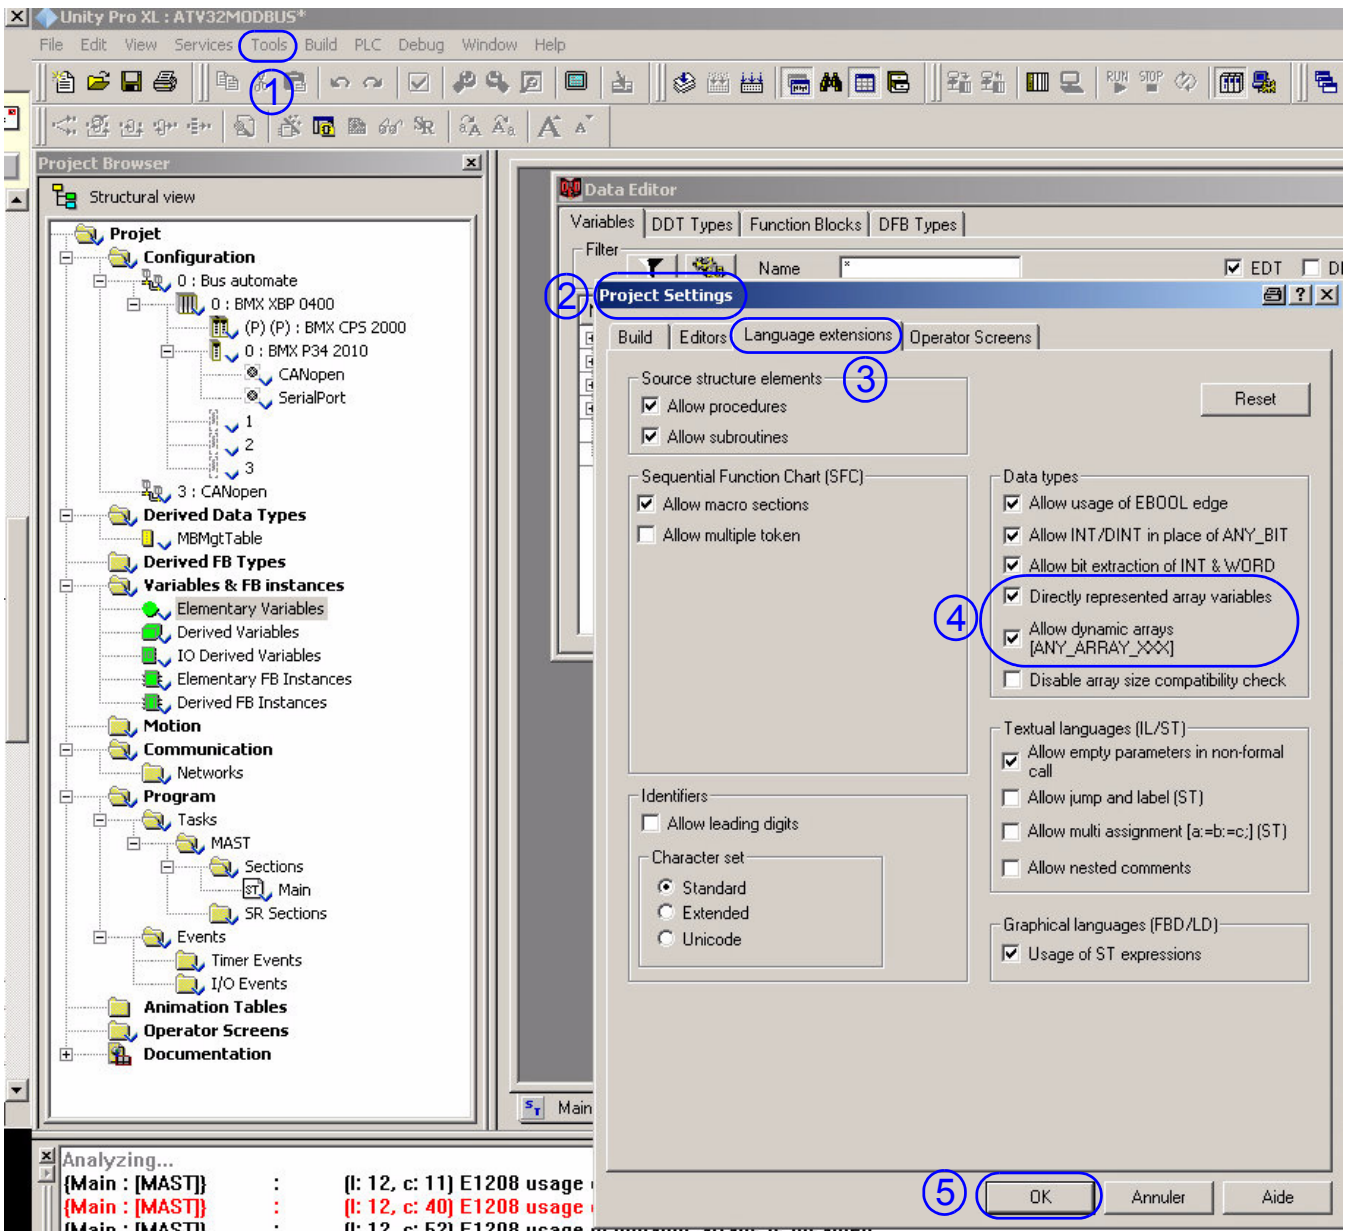 Unity Pro XL : ATV32MODBUS*
File Edit View Services Tools Build PLC Debug Window Help
1
RUN STOP
Project Browser
Structural view
Projet
Configuration
0 : Bus automate
0 : BMX XBP 0400
(P) (P) : BMX CPS 2000
0 : BMX P34 2010
CANopen
SerialPort
1
2
3
3 : CANopen
Derived Data Types
MBMgtTable
Derived FB Types
Variables & FB instances
Elementary Variables
Derived Variables
IO Derived Variables
Elementary FB Instances
Derived FB Instances
Motion
Communication
Networks
Program
Tasks
MAST
Sections
Main
SR Sections
Events
Timer Events
I/O Events
Animation Tables
Operator Screens
Documentation
Data Editor
Variables DDT Types Function Blocks DFB Types
Filter
Name *
EDT
2 Project Settings
Build Editors Language extensions Operator Screens
3
Source structure elements
Allow procedures
Allow subroutines
Reset
Sequential Function Chart (SFC)
Allow macro sections
Allow multiple token
Data types
Allow usage of EBOOL edge
Allow INT/DINT in place of ANY_BIT
Allow bit extraction of INT & WORD
4
Directly represented array variables
Allow dynamic arrays
[ANY_ARRAY_XXX]
Disable array size compatibility check
Textual languages (IL/ST)
Allow empty parameters in non-formal
call
Allow jump and label (ST)
Allow multi assignment [a:=b:=c;] (ST)
Allow nested comments
Identifiers
Allow leading digits
Character set
Standard
Extended
Unicode
Graphical languages (FBD/LD)
Usage of ST expressions
Main
5 OK Annuler Aide
Analyzing...
{Main : [MAST]} : (l: 12, c: 11) E1208 usage
{Main : [MAST]} : (l: 12, c: 40) E1208 usage
{Main : [MAST]} : (l: 12, c: 52) E1208 usage